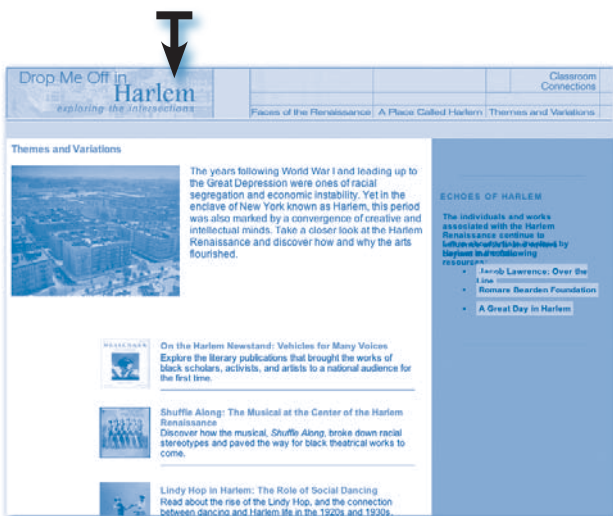 Drop Me Off in
Harlem
exploring the intersections
Classroom
Connections
Faces of the Renaissance A Place Called Harlem Themes and Variations
Themes and Variations
The years following World War I and leading up to
the Great Depression were ones of racial
segregation and economic instability. Yet in the
enclave of New York known as Harlem, this period
was also marked by a convergence of creative and
intellectual minds. Take a closer look at the Harlem
Renaissance and discover how and why the arts
flourished.
On the Harlem Newstand: Vehicles for Many Voices
Explore the literary publications that brought the works of
black scholars, activists, and artists to a national audience for
the first time.
Shuffle Along: The Musical at the Center of the Harlem
Renaissance
Discover how the musical, Shuffle Along, broke down racial
stereotypes and paved the way for black theatrical works to
come.
Lindy Hop in Harlem: The Role of Social Dancing
Read about the rise of the Lindy Hop, and the connection
between dancing and Harlem life in the 1920s and 1930s.
ECHOES OF HARLEM
The individuals and works
associated with the Harlem
Renaissance continue to
resources:
Jacob Lawrence: Over the
Line
Romare Bearden Foundation
A Great Day in Harlem